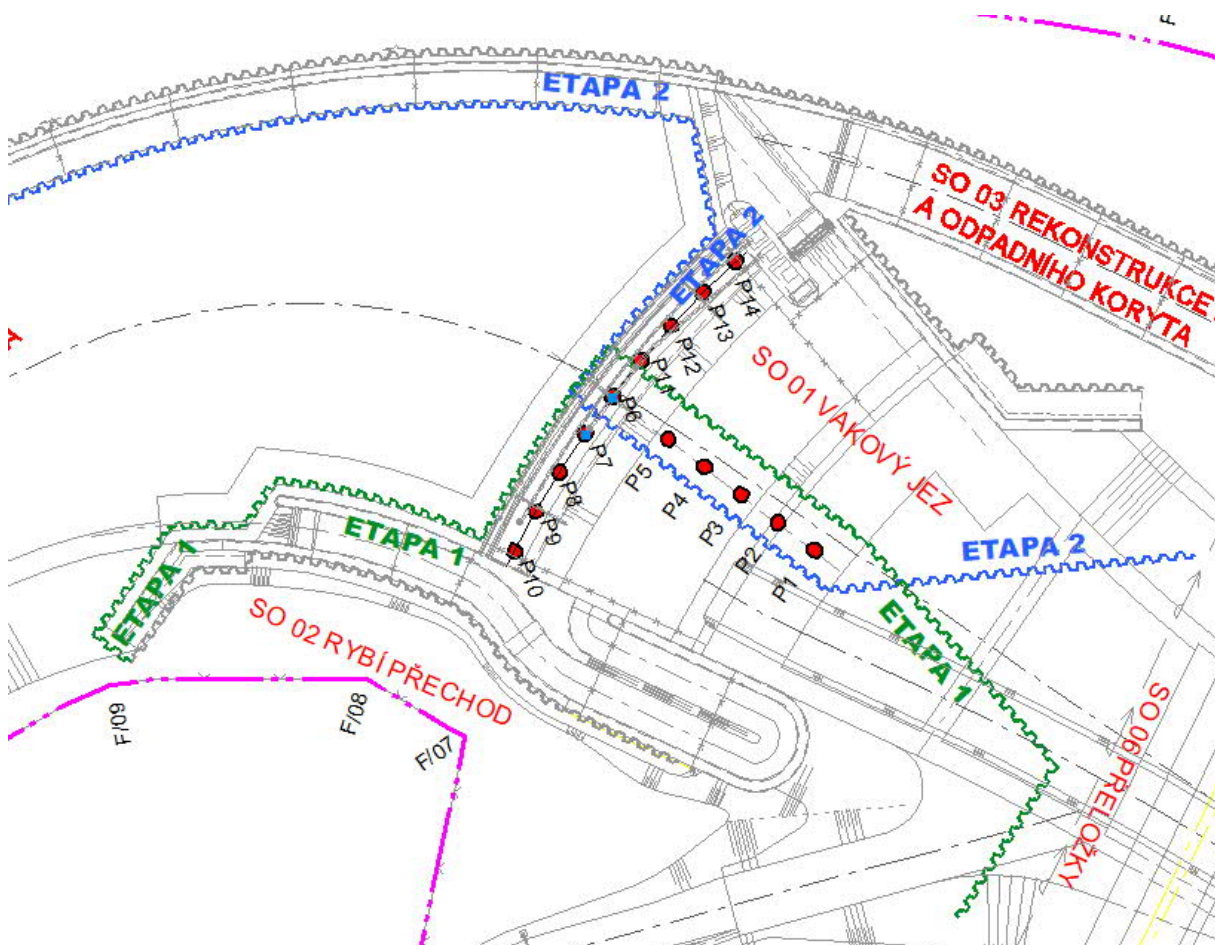 ETAPA 2
SO 03 REKONSTRUKCE
A ODPADNÍHO KORYTA
ETAPA 2
P14
P13
P12
P11
P6
P7
P8
P9
P10
P5
P4
P3
P2
P1
SO 01 VAKOVÝ JEZ
ETAPA 2
ETAPA 1
ETAPA 1
ETAPA 1
SO 02 RYBÍ PŘECHOD
SO 06 PŘELOŽKY
F/09
F/08
F/07